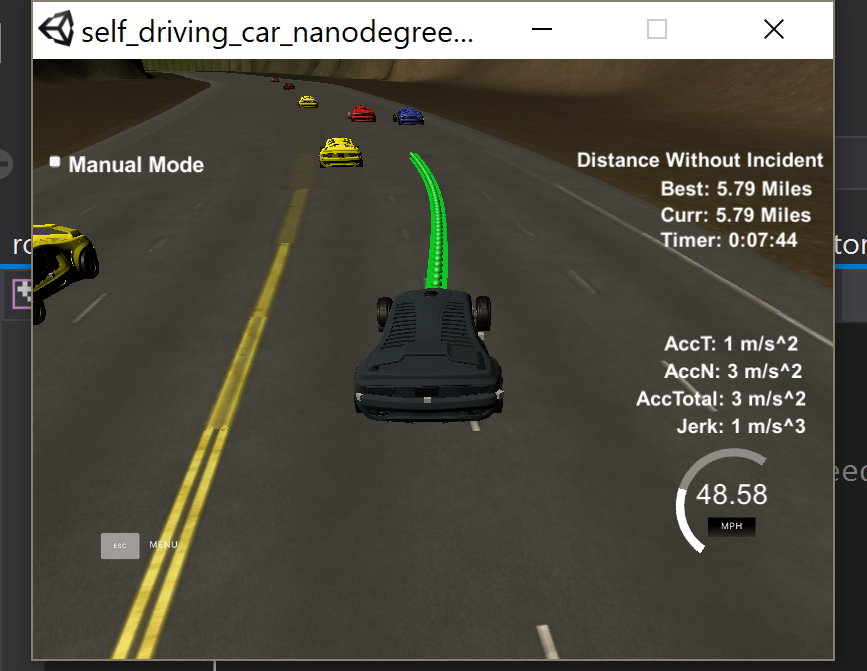 self_driving_car_nanodegree...
Manual Mode
Distance Without Incident
Best: 5.79 Miles
Curr: 5.79 Miles
Timer: 0:07:44
AccT: 1 m/s^2
AccN: 3 m/s^2
AccTotal: 3 m/s^2
Jerk: 1 m/s^3
48.58
MPH
ESC MENU